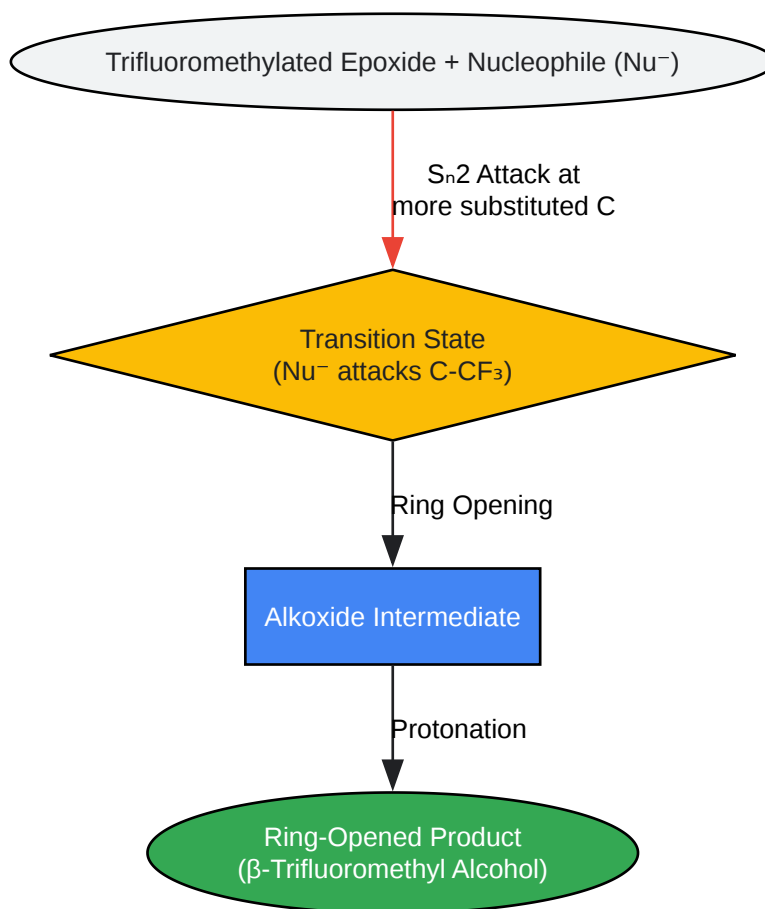 Trifluoromethylated Epoxide + Nucleophile (Nu⁻)
Sₙ2 Attack at
more substituted C
Transition State
(Nu⁻ attacks C-CF₃)
Ring Opening
Alkoxide Intermediate
Protonation
Ring-Opened Product
(β-Trifluoromethyl Alcohol)